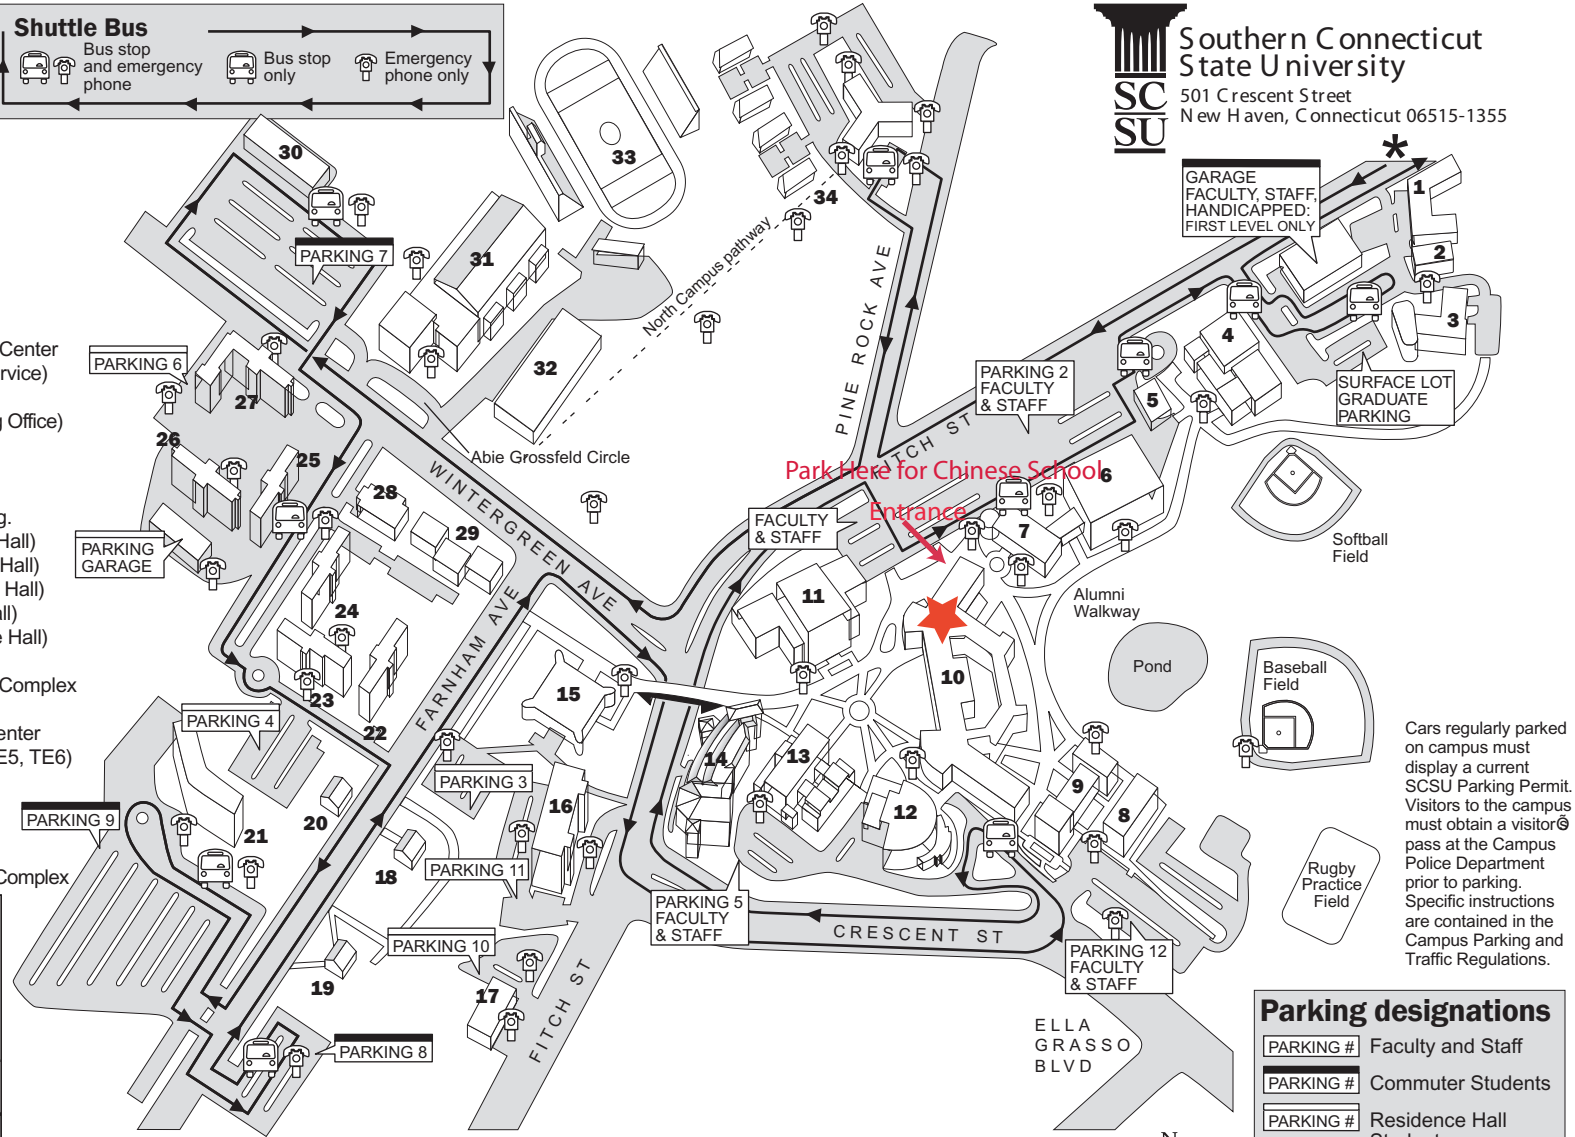 Shuttle Bus
Bus stop
and emergency
phone
Bus stop
only
Emergency
phone only
Southern Connecticut
State University
SC
SU
501 Crescent Street
New Haven, Connecticut 06515-1355
*
GARAGE
FACULTY, STAFF,
HANDICAPPED:
FIRST LEVEL ONLY
1
2
3
4
5
6
7
8
9
10
11
12
13
14
15
16
17
18
19
20
21
22
23
24
25
26
27
28
29
30
31
32
33
34
PARKING 7
PARKING 6
PARKING
GARAGE
North Campus pathway
Abie Grossfeld Circle
PINE ROCK AVE
FITCH ST
WINTERGREEN AVE
FARNHAM AVE
PARKING 2
FACULTY
& STAFF
SURFACE LOT
GRADUATE
PARKING
Park Here for Chinese School
Entrance
FACULTY
& STAFF
Softball
Field
Alumni
Walkway
Pond
Baseball
Field
Rugby
Practice
Field
PARKING 4
PARKING 3
PARKING 9
PARKING 11
PARKING 10
PARKING 8
PARKING 5
FACULTY
& STAFF
CRESCENT ST
PARKING 12
FACULTY
& STAFF
FITCH ST
ELLA
GRASSO
BLVD
Center
rvice)
g Office)
g.
Hall)
Hall)
Hall)
all)
e Hall)
Complex
enter
E5, TE6)
Complex
Cars regularly parked
on campus must
display a current
SCSU Parking Permit.
Visitors to the campus
must obtain a visitorÕs
pass at the Campus
Police Department
prior to parking.
Specific instructions
are contained in the
Campus Parking and
Traffic Regulations.
Parking designations
PARKING # Faculty and Staff
PARKING # Commuter Students
PARKING # Residence Hall
N